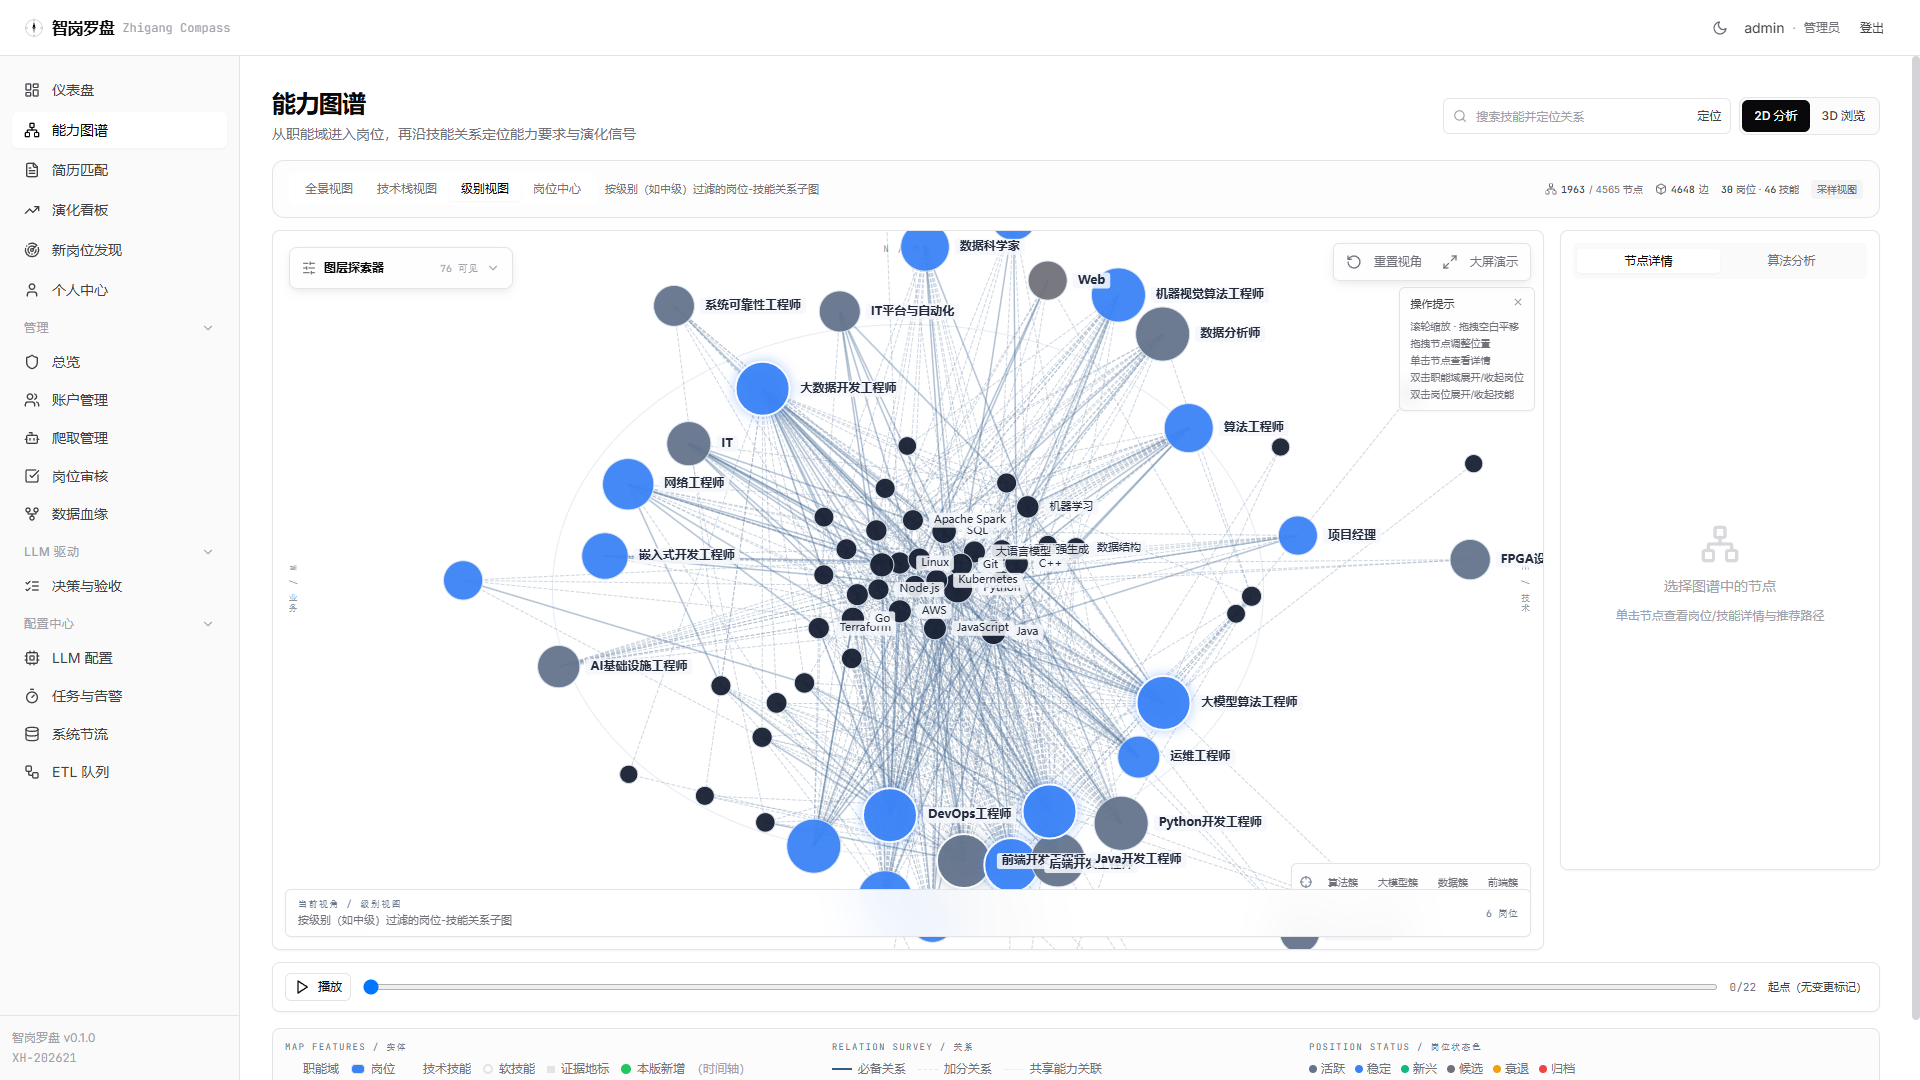 智岗罗盘 Zhigang Compass
admin · 管理员 登出
仪表盘
能力图谱
简历匹配
演化看板
新岗位发现
个人中心
管理
总览
账户管理
爬取管理
岗位审核
数据血缘
LLM 驱动
决策与验收
配置中心
LLM 配置
任务与告警
系统节流
ETL 队列
智岗罗盘 v0.1.0
XH-202621
能力图谱
从职能域进入岗位，再沿技能关系定位能力要求与演化信号
搜索技能并定位关系 定位
2D 分析 3D 浏览
全景视图 技术栈视图 级别视图 岗位中心 按级别（如中级）过滤的岗位-技能关系子图
1963 / 4565 节点 4648 边 30 岗位 · 46 技能 采样视图
图层探索器 76 可见
重置视角 大屏演示
操作提示
滚轮缩放 · 拖拽空白平移
拖拽节点调整位置
单击节点查看详情
双击职能域展开/收起岗位
双击岗位展开/收起技能
N /
数据科学家
Web
机器视觉算法工程师
系统可靠性工程师
IT平台与自动化
数据分析师
大数据开发工程师
算法工程师
IT
网络工程师
机器学习
Apache Spark
SQL
项目经理
嵌入式开发工程师
大语言模型
强生成
数据结构
FPGA设
Linux
Git
C++
Kubernetes
Python
Node.js
/ 业务
/ 技术
AWS
Go
Terraform
JavaScript
Java
AI基础设施工程师
大模型算法工程师
运维工程师
DevOps工程师
Python开发工程师
前端开发工程师
后端开发工程师
Java开发工程师
算法簇 大模型簇 数据簇 前端簇
当前视角 / 级别视图
按级别（如中级）过滤的岗位-技能关系子图
6 岗位
节点详情 算法分析
选择图谱中的节点
单击节点查看岗位/技能详情与推荐路径
播放
0/22 起点（无变更标记）
MAP FEATURES / 实体
职能域 岗位 技术技能 软技能 证据地标 本版新增 (时间轴)
RELATION SURVEY / 关系
必备关系 加分关系 共享能力关联
POSITION STATUS / 岗位状态色
活跃 稳定 新兴 候选 衰退 归档